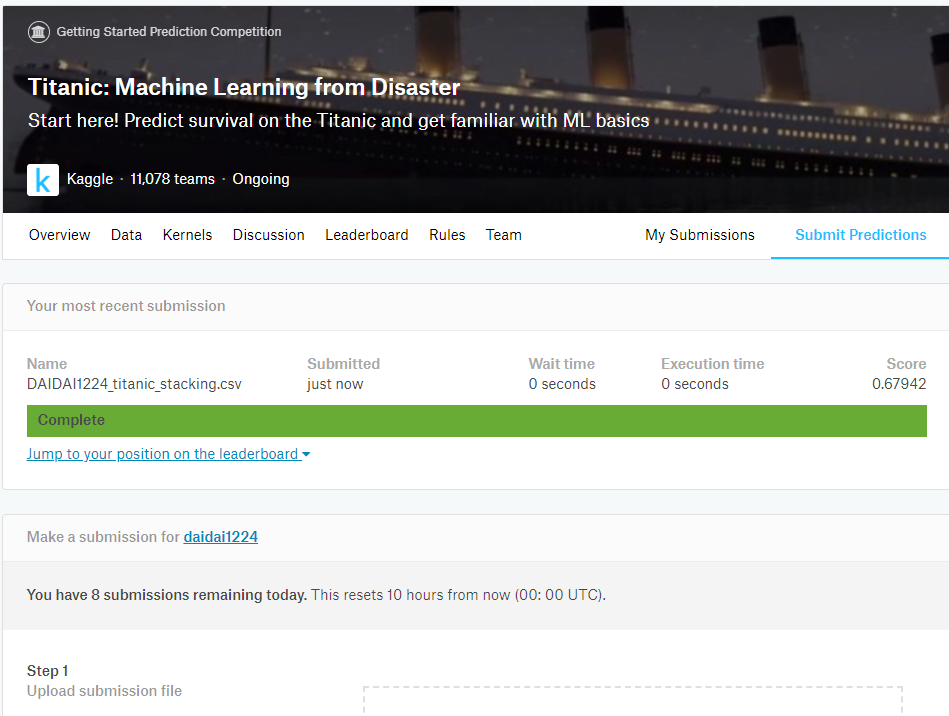 Getting Started Prediction Competition
Titanic: Machine Learning from Disaster
Start here! Predict survival on the Titanic and get familiar with ML basics
k Kaggle · 11,078 teams · Ongoing
Overview Data Kernels Discussion Leaderboard Rules Team My Submissions Submit Predictions
Your most recent submission
Name Submitted Wait time Execution time Score
DAIDAI1224_titanic_stacking.csv just now 0 seconds 0 seconds 0.67942
Complete
Jump to your position on the leaderboard
Make a submission for daidai1224
You have 8 submissions remaining today. This resets 10 hours from now (00: 00 UTC).
Step 1
Upload submission file